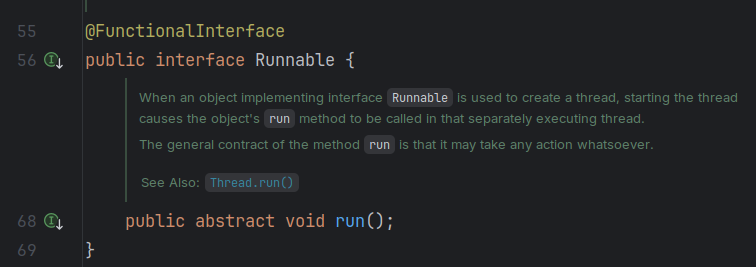 55 @FunctionalInterface
56 public interface Runnable {
When an object implementing interface Runnable is used to create a thread, starting the thread
causes the object's run method to be called in that separately executing thread.
The general contract of the method run is that it may take any action whatsoever.
See Also: Thread.run()
68 public abstract void run();
69 }